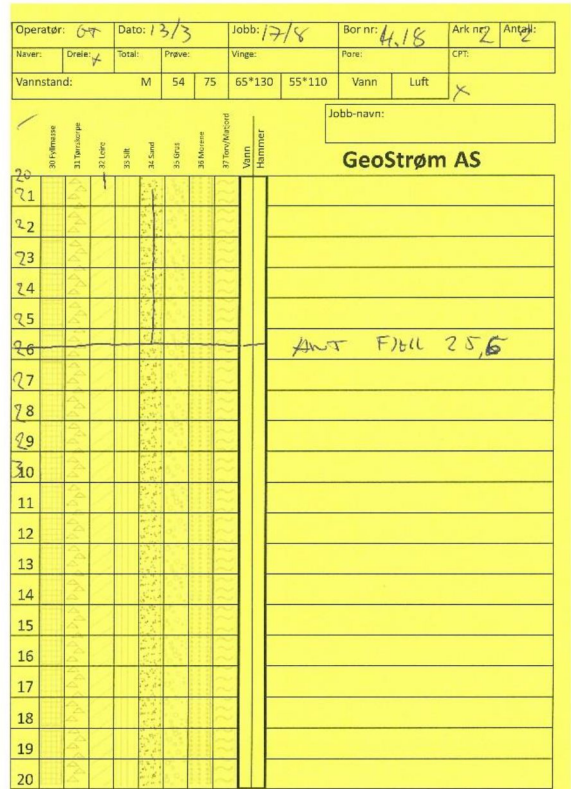 Operatør: GT Dato: 13/3 Jobb: 17/8 Bor nr: 4.18 Ark nr: 2 Antall: 2
Naver: Dreie: x Total: Prøve: Vinge: Pore: CPT:
Vannstand: M 54 75 65*130 55*110 Vann Luft x
Jobb-navn:
30 Fyllmasse 31 Tørrskorpe 32 Leire 33 Silt 34 Sand 35 Grus 36 Morene 37 Torv/Matjord Vann Hammer
GeoStrøm AS
20
21
22
23
24
25
26 ANT FJELL 25,6
27
28
29
30
11
12
13
14
15
16
17
18
19
20